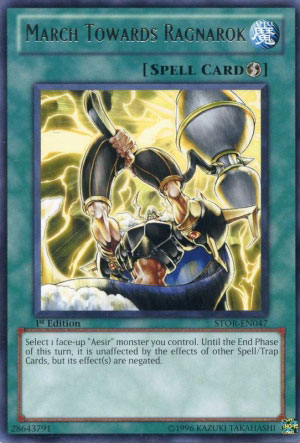 MARCH TOWARDS RAGNAROK
[SPELL CARD]
1st Edition
STOR-EN047
Select 1 face-up "Aesir" monster you control. Until the End Phase
of this turn, it is unaffected by the effects of other Spell/Trap
Cards, but its effect(s) are negated.
28643791
©1996 KAZUKI TAKAHASHI